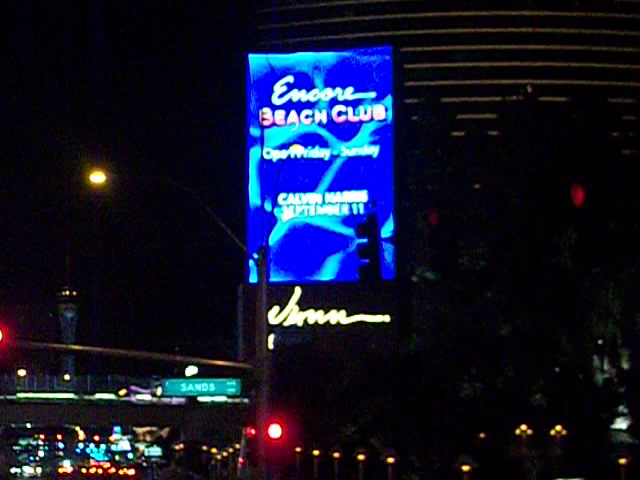 Encore
BEACH CLUB
Open Friday - Sunday
CALVIN HARRIS
SEPTEMBER 11
Wynn
SANDS